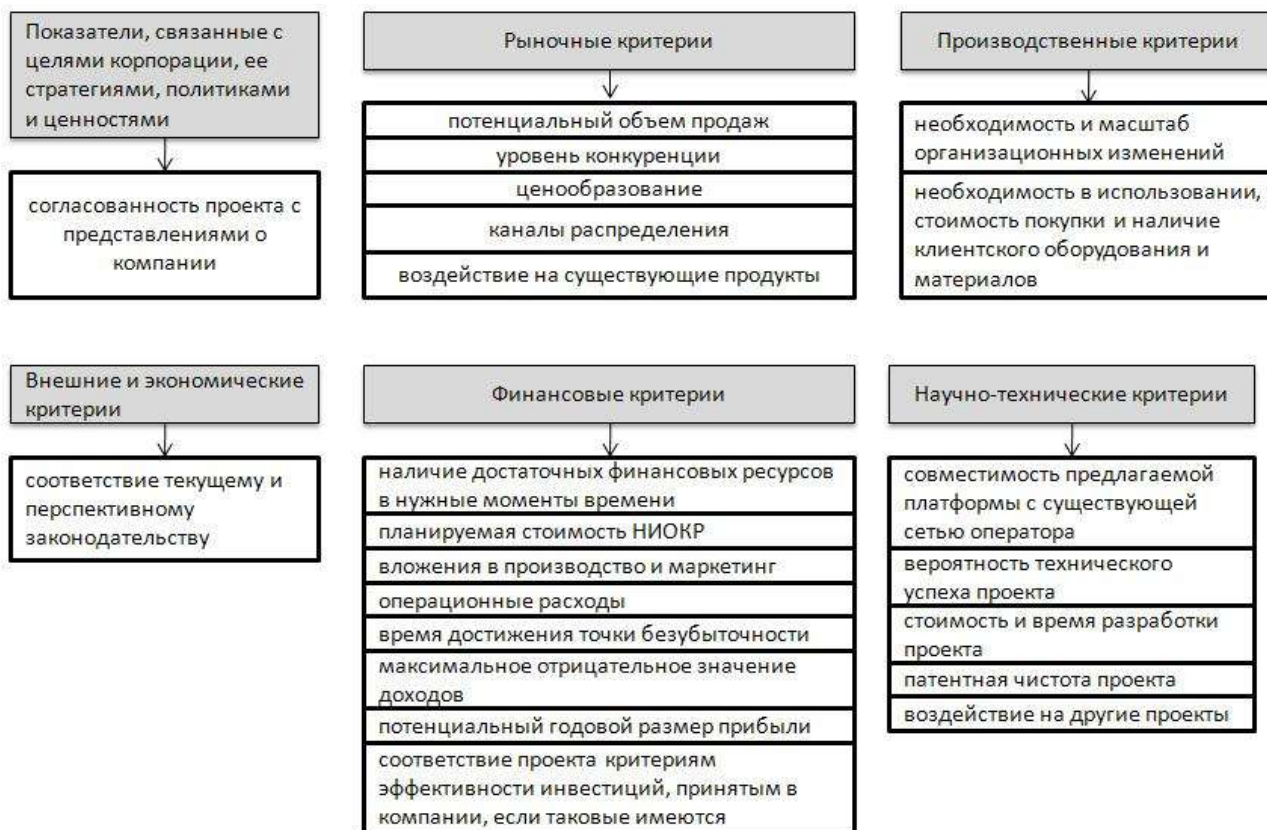 Показатели, связанные с
целями корпорации, ее
стратегиями, политиками
и ценностями
согласованность проекта с
представлениями о
компании
Рыночные критерии
потенциальный объем продаж
уровень конкуренции
ценообразование
каналы распределения
воздействие на существующие продукты
Производственные критерии
необходимость и масштаб
организационных изменений
необходимость в использовании,
стоимость покупки и наличие
клиентского оборудования и
материалов
Внешние и экономические
критерии
соответствие текущему и
перспективному
законодательству
Финансовые критерии
наличие достаточных финансовых ресурсов
в нужные моменты времени
планируемая стоимость НИОКР
вложения в производство и маркетинг
операционные расходы
время достижения точки безубыточности
максимальное отрицательное значение
доходов
потенциальный годовой размер прибыли
соответствие проекта критериям
эффективности инвестиций, принятым в
компании, если таковые имеются
Научно-технические критерии
совместимость предлагаемой
платформы с существующей
сетью оператора
вероятность технического
успеха проекта
стоимость и время разработки
проекта
патентная чистота проекта
воздействие на другие проекты